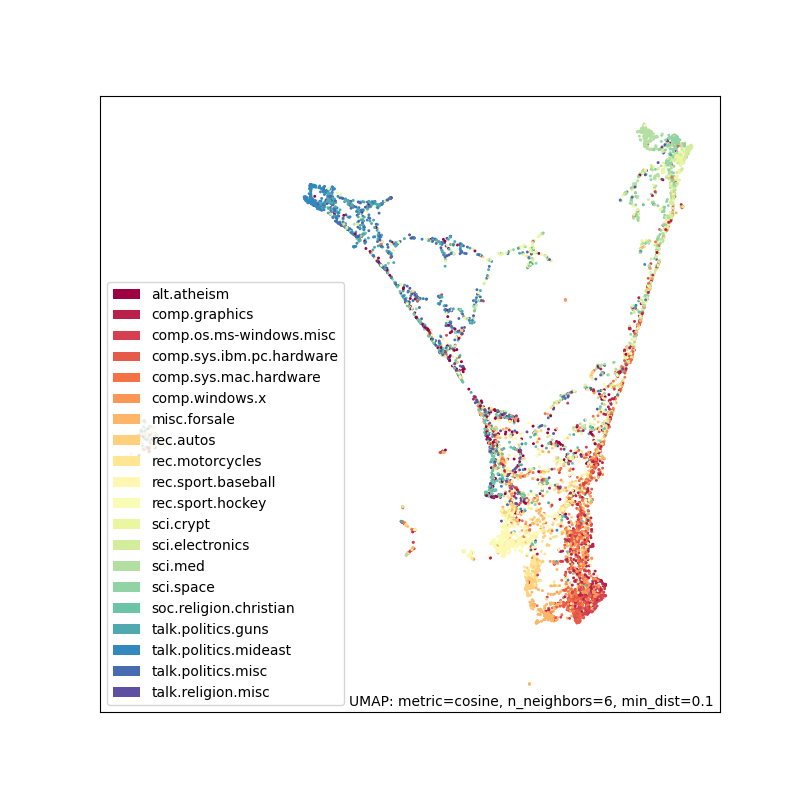 alt.atheism
comp.graphics
comp.os.ms-windows.misc
comp.sys.ibm.pc.hardware
comp.sys.mac.hardware
comp.windows.x
misc.forsale
rec.autos
rec.motorcycles
rec.sport.baseball
rec.sport.hockey
sci.crypt
sci.electronics
sci.med
sci.space
soc.religion.christian
talk.politics.guns
talk.politics.mideast
talk.politics.misc
talk.religion.misc
UMAP: metric=cosine, n_neighbors=6, min_dist=0.1